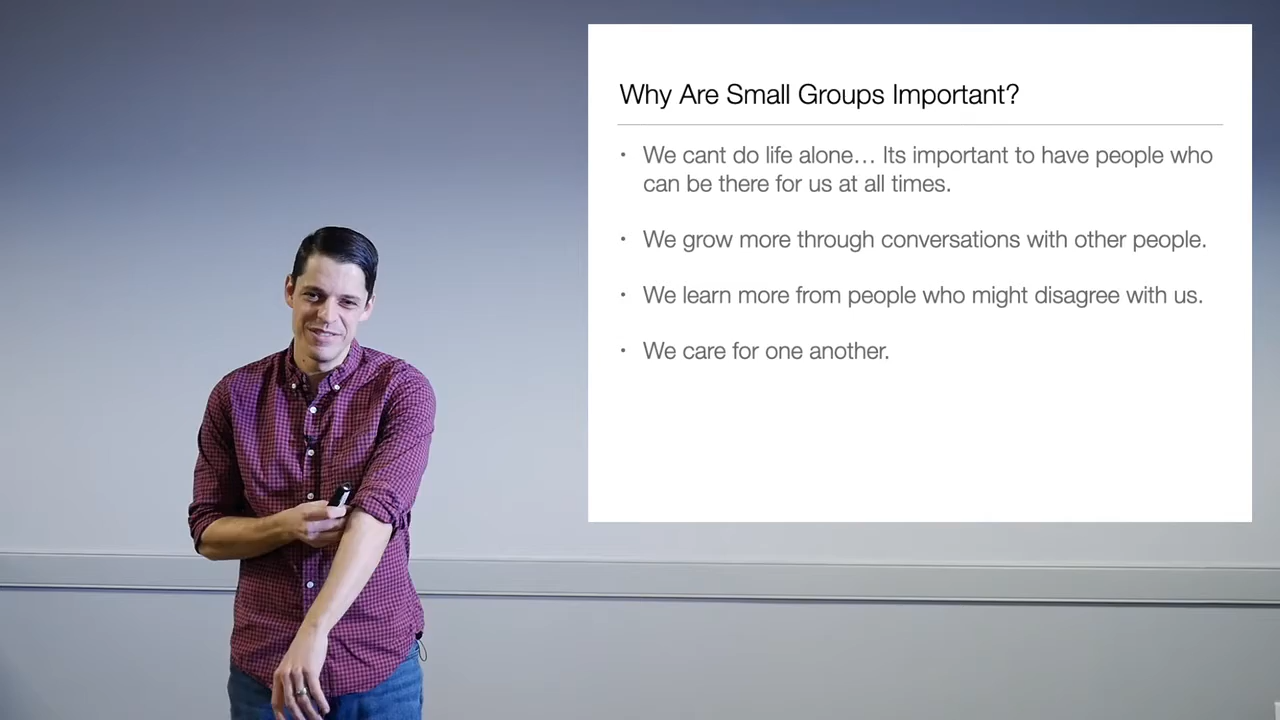 Why Are Small Groups Important?
• We cant do life alone… Its important to have people who
can be there for us at all times.
• We grow more through conversations with other people.
• We learn more from people who might disagree with us.
• We care for one another.